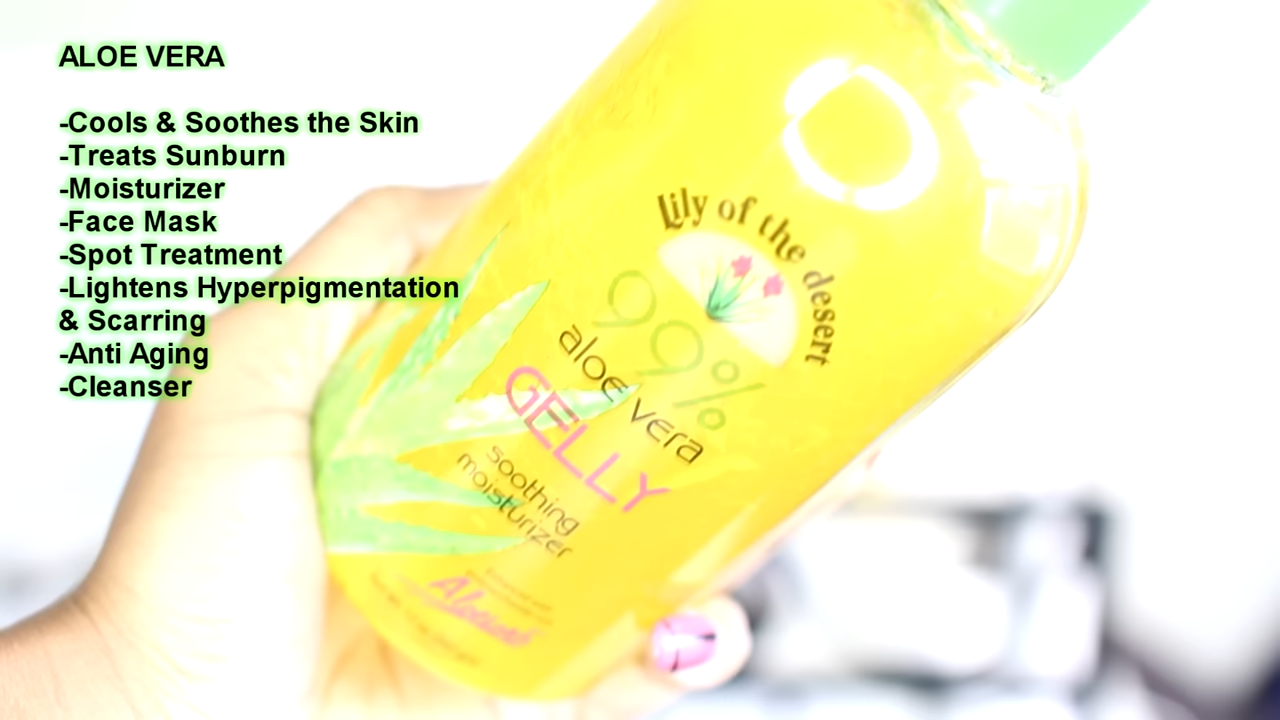 ALOE VERA
-Cools & Soothes the Skin
-Treats Sunburn
-Moisturizer
-Face Mask
-Spot Treatment
-Lightens Hyperpigmentation
& Scarring
-Anti Aging
-Cleanser
Lily of the desert
99%
aloe vera
GELLY
soothing
moisturizer